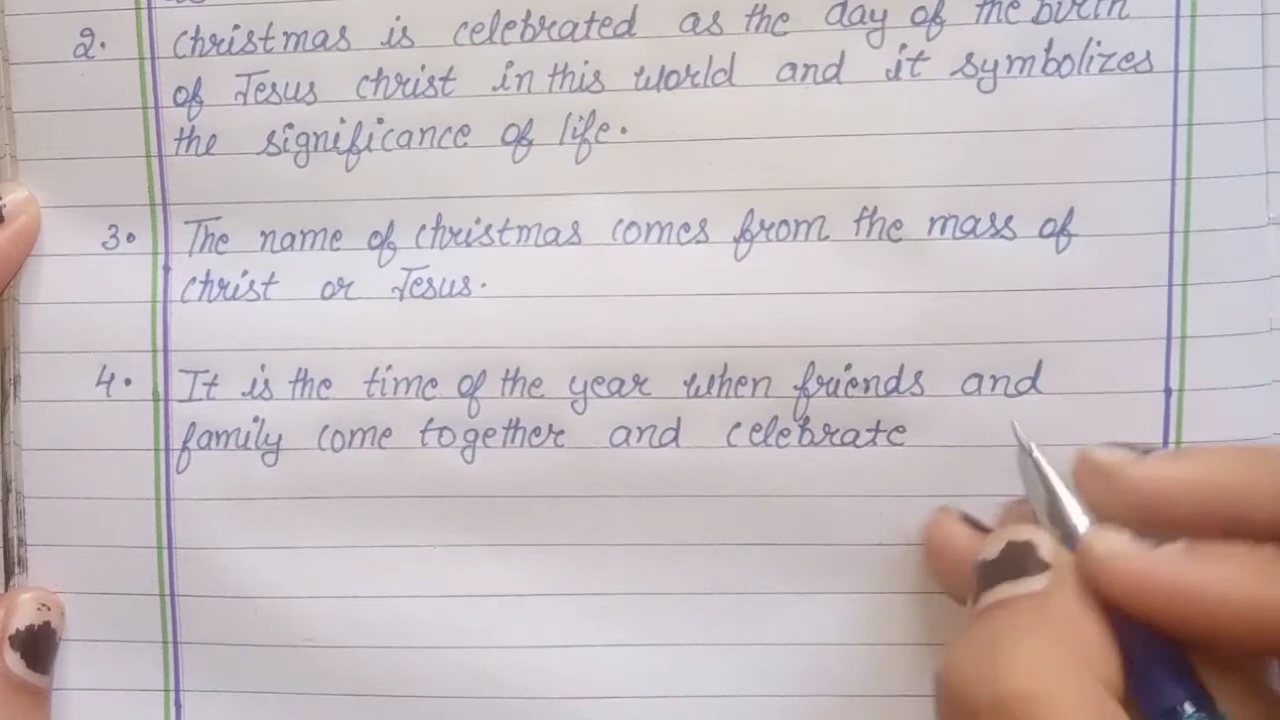 2. christmas is celebrated as the day of the birth
of Jesus christ in this world and it symbolizes
the significance of life.
3. The name of christmas comes from the mass of
christ or Jesus.
4. It is the time of the year when friends and
family come together and celebrate